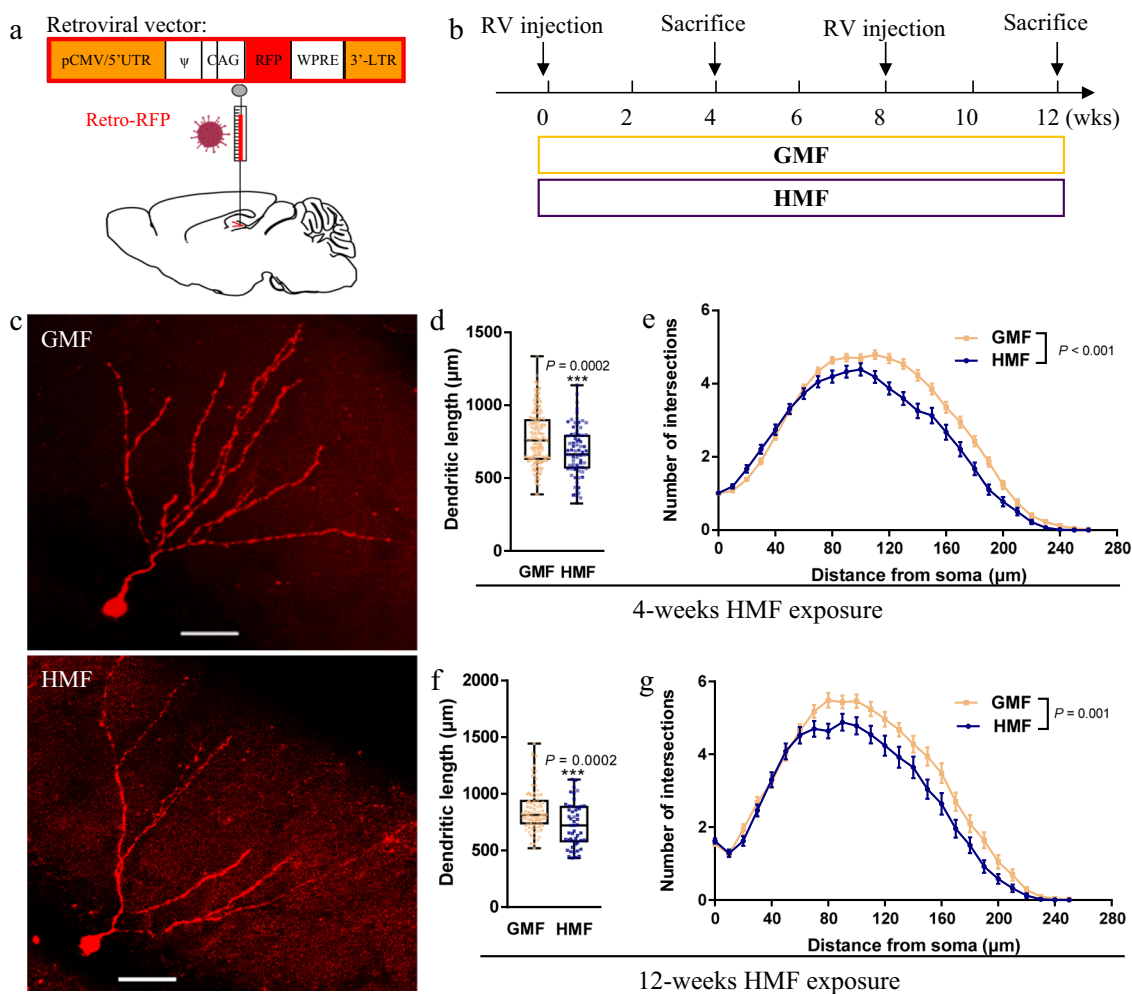 a
Retroviral vector:
pCMV/5'UTR ψ CAG RFP WPRE 3'-LTR
Retro-RFP
b
RV injection Sacrifice RV injection Sacrifice
0 2 4 6 8 10 12 (wks)
GMF
HMF
c
GMF
HMF
d
Dendritic length (µm)
1500
1000
500
0
P = 0.0002
***
GMF HMF
e
Number of intersections
6
4
2
0
GMF
HMF
P < 0.001
0 40 80 120 160 200 240 280
Distance from soma (µm)
4-weeks HMF exposure
f
Dendritic length (µm)
2000
1500
1000
500
0
P = 0.0002
***
GMF HMF
g
Number of intersections
6
4
2
0
GMF
HMF
P = 0.001
0 40 80 120 160 200 240 280
Distance from soma (µm)
12-weeks HMF exposure